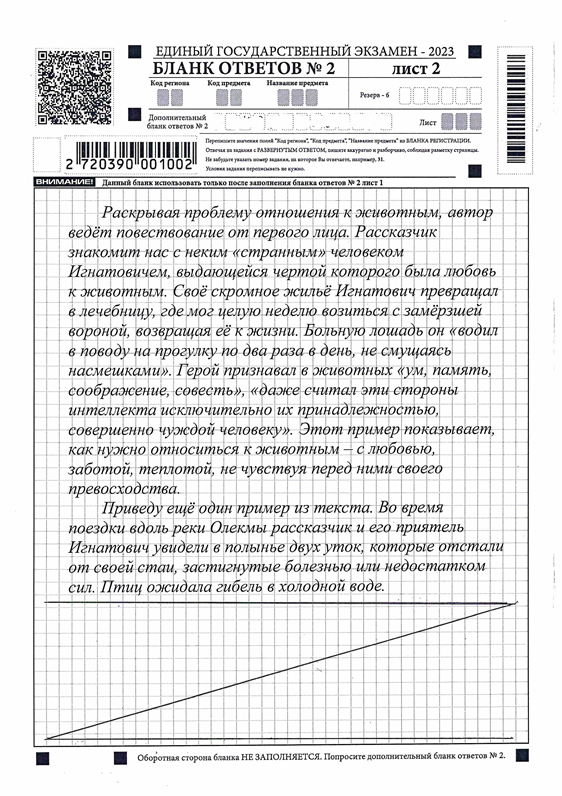 ЕДИНЫЙ ГОСУДАРСТВЕННЫЙ ЭКЗАМЕН - 2023
БЛАНК ОТВЕТОВ № 2
лист 2
Код региона
Код предмета
Название предмета
Резерв - 6
Дополнительный
бланк ответов № 2
Лист
2 720390 001002
Перепишите значения полей "Код региона", "Код предмета", "Название предмета" из БЛАНКА РЕГИСТРАЦИИ.
Отвечая на задания с РАЗВЕРНУТЫМ ОТВЕТОМ, пишите аккуратно и разборчиво, соблюдая разметку страницы.
Не забудьте указать номер задания, на которое Вы отвечаете, например, 31.
Условия задания переписывать не нужно.
ВНИМАНИЕ!
Данный бланк использовать только после заполнения бланка ответов № 2 лист 1
Раскрывая проблему отношения к животным, автор
ведёт повествование от первого лица. Рассказчик
знакомит нас с неким «странным» человеком
Игнатовичем, выдающейся чертой которого была любовь
к животным. Своё скромное жильё Игнатович превращал
в лечебницу, где мог целую неделю возиться с замёрзшей
вороной, возвращая её к жизни. Больную лошадь он «водил
в поводу на прогулку по два раза в день, не смущаясь
насмешками». Герой признавал в животных «ум, память,
соображение, совесть», «даже считал эти стороны
интеллекта исключительно их принадлежностью,
совершенно чуждой человеку». Этот пример показывает,
как нужно относиться к животным – с любовью,
заботой, теплотой, не чувствуя перед ними своего
превосходства.
Приведу ещё один пример из текста. Во время
поездки вдоль реки Олекмы рассказчик и его приятель
Игнатович увидели в полынье двух уток, которые отстали
от своей стаи, застигнутые болезнью или недостатком
сил. Птиц ожидала гибель в холодной воде.
Оборотная сторона бланка НЕ ЗАПОЛНЯЕТСЯ. Попросите дополнительный бланк ответов № 2.